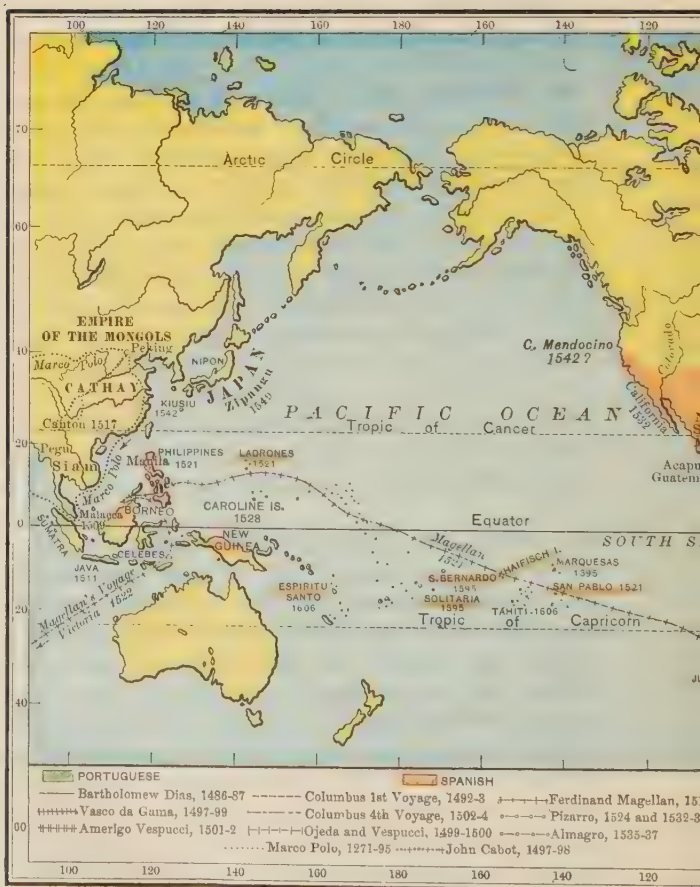 100 120 140 160 180 160 140 120
70
60
40
20
0
20
40
00
Arctic Circle
EMPIRE
OF THE MONGOLS
Peking
Marco Polo
CATHAY
NIPON
JAPAN
Zipangu
1549
KIUSIU
1542
Canton 1517
C. Mendocino
1542?
Colorado
California
1532
PACIFIC OCEAN
Tropic of Cancer
Pegu
Siam
Marco Polo
Manila
PHILIPPINES
1521
LADRONES
1521
Acapu
Guatem
Malacca
1509
BORNEO
CAROLINE IS.
1528
Equator
SOUTH S
SUMATRA
CELEBES
NEW
GUINEA
Magellan
1521
JAVA
1511
HAIFISCH I.
MARQUESAS
1595
S. BERNARDO
1595
SAN PABLO 1521
ESPIRITU
SANTO
1606
SOLITARIA
1595
TAHITI-1606
Magellan's Voyage
Victoria 1522
Tropic of Capricorn
JU
PORTUGUESE SPANISH
Bartholomew Dias, 1486-87 Columbus 1st Voyage, 1492-3 Ferdinand Magellan, 15
Vasco da Gama, 1497-99 Columbus 4th Voyage, 1502-4 Pizarro, 1524 and 1532-3
Amerigo Vespucci, 1501-2 Ojeda and Vespucci, 1499-1500 Almagro, 1535-37
Marco Polo, 1271-95 John Cabot, 1497-98
100 120 140 160 180 160 140 120